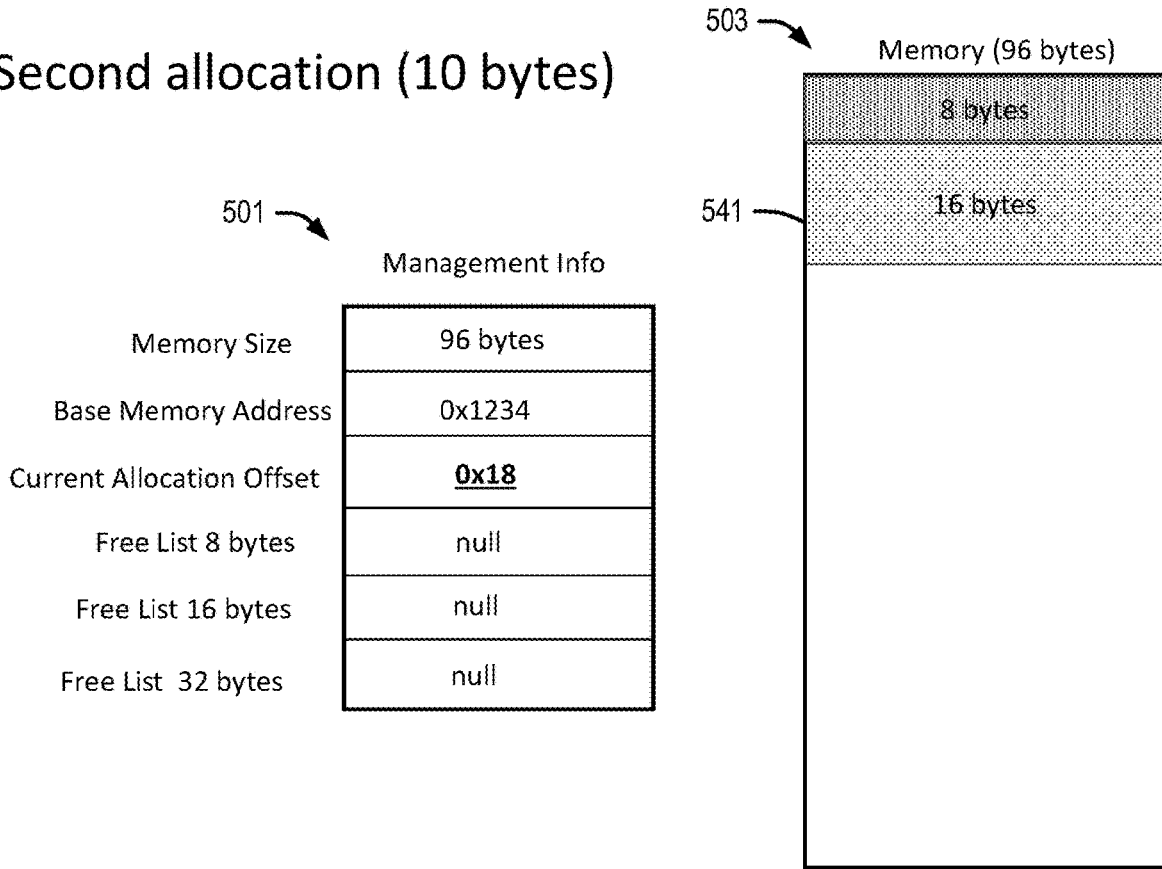 Second allocation (10 bytes)
503
Memory (96 bytes)
8 bytes
16 bytes
541
501
Management Info
Memory Size 96 bytes
Base Memory Address 0x1234
Current Allocation Offset 0x18
Free List 8 bytes null
Free List 16 bytes null
Free List 32 bytes null